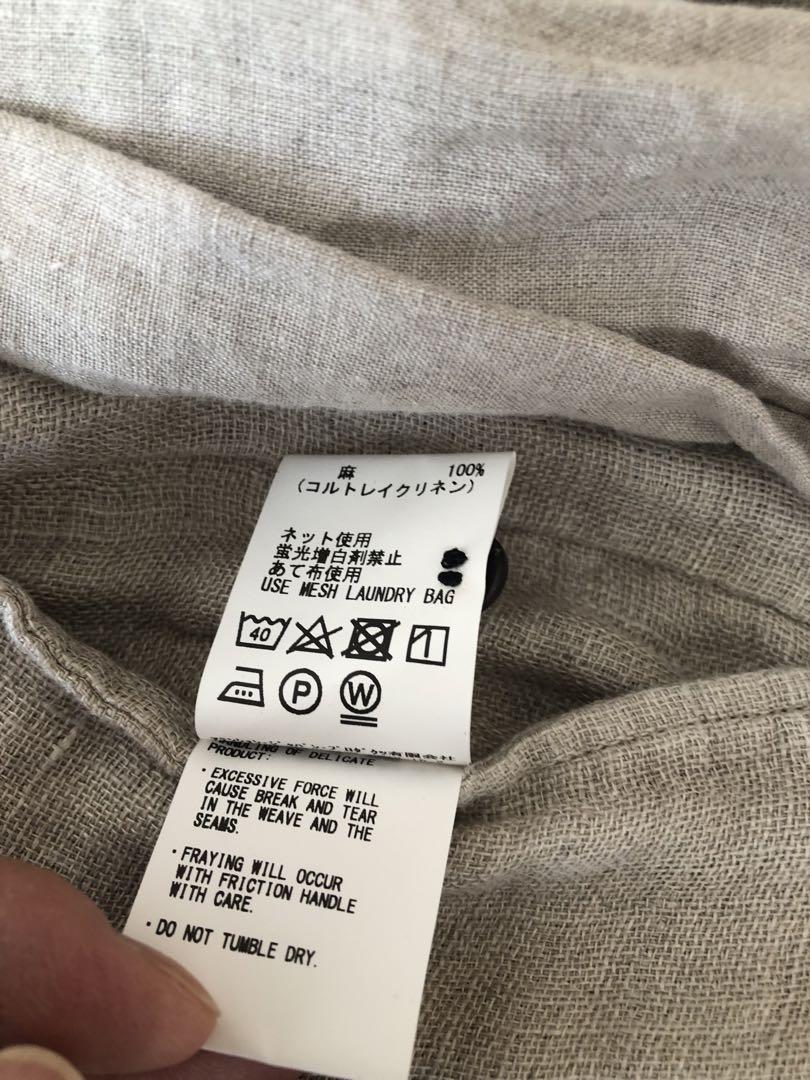 麻 100%
(コルトレイクリネン)
ネット使用
蛍光増白剤禁止
あて布使用
USE MESH LAUNDRY BAG
40
P W
HANDLING OF DELICATE
PRODUCT:
・EXCESSIVE FORCE WILL
CAUSE BREAK AND TEAR
IN THE WEAVE AND THE
SEAMS.
・FRAYING WILL OCCUR
WITH FRICTION HANDLE
WITH CARE.
・DO NOT TUMBLE DRY.